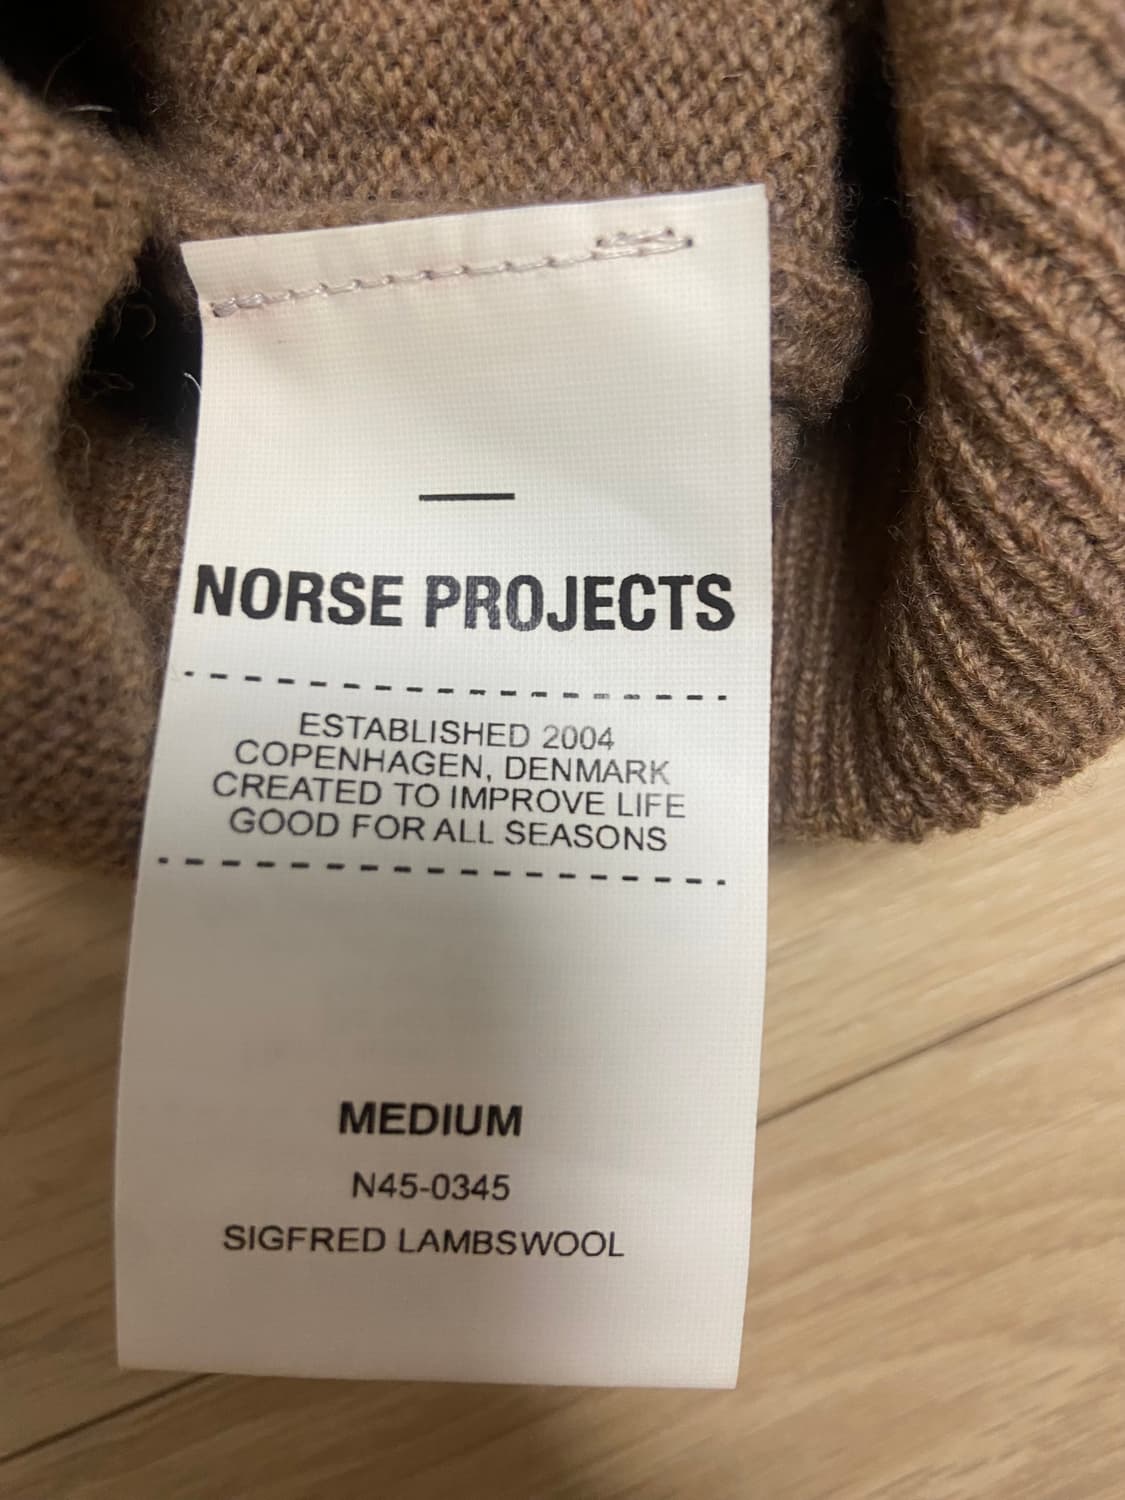 NORSE PROJECTS
ESTABLISHED 2004
COPENHAGEN, DENMARK
CREATED TO IMPROVE LIFE
GOOD FOR ALL SEASONS
MEDIUM
N45-0345
SIGFRED LAMBSWOOL